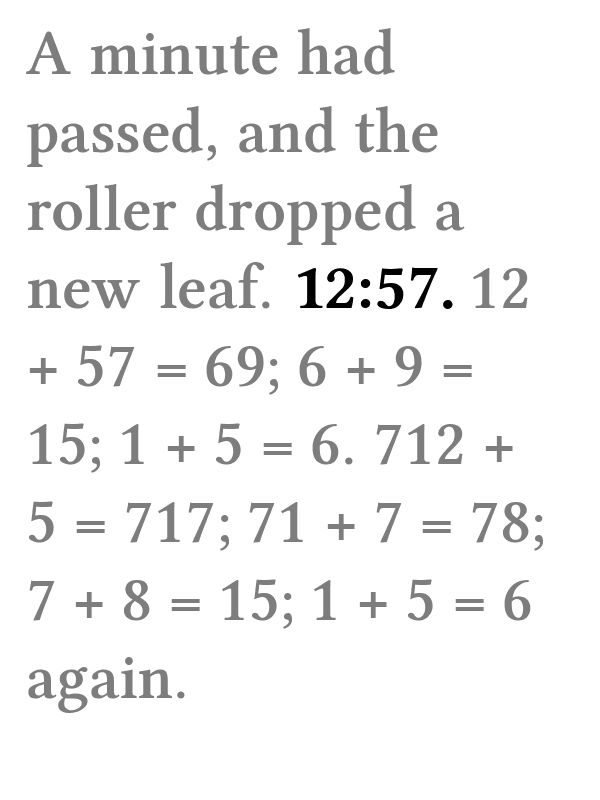 A minute had
passed, and the
roller dropped a
new leaf. 12:57. 12
+ 57 = 69; 6 + 9 =
15; 1 + 5 = 6. 712 +
5 = 717; 71 + 7 = 78;
7 + 8 = 15; 1 + 5 = 6
again.